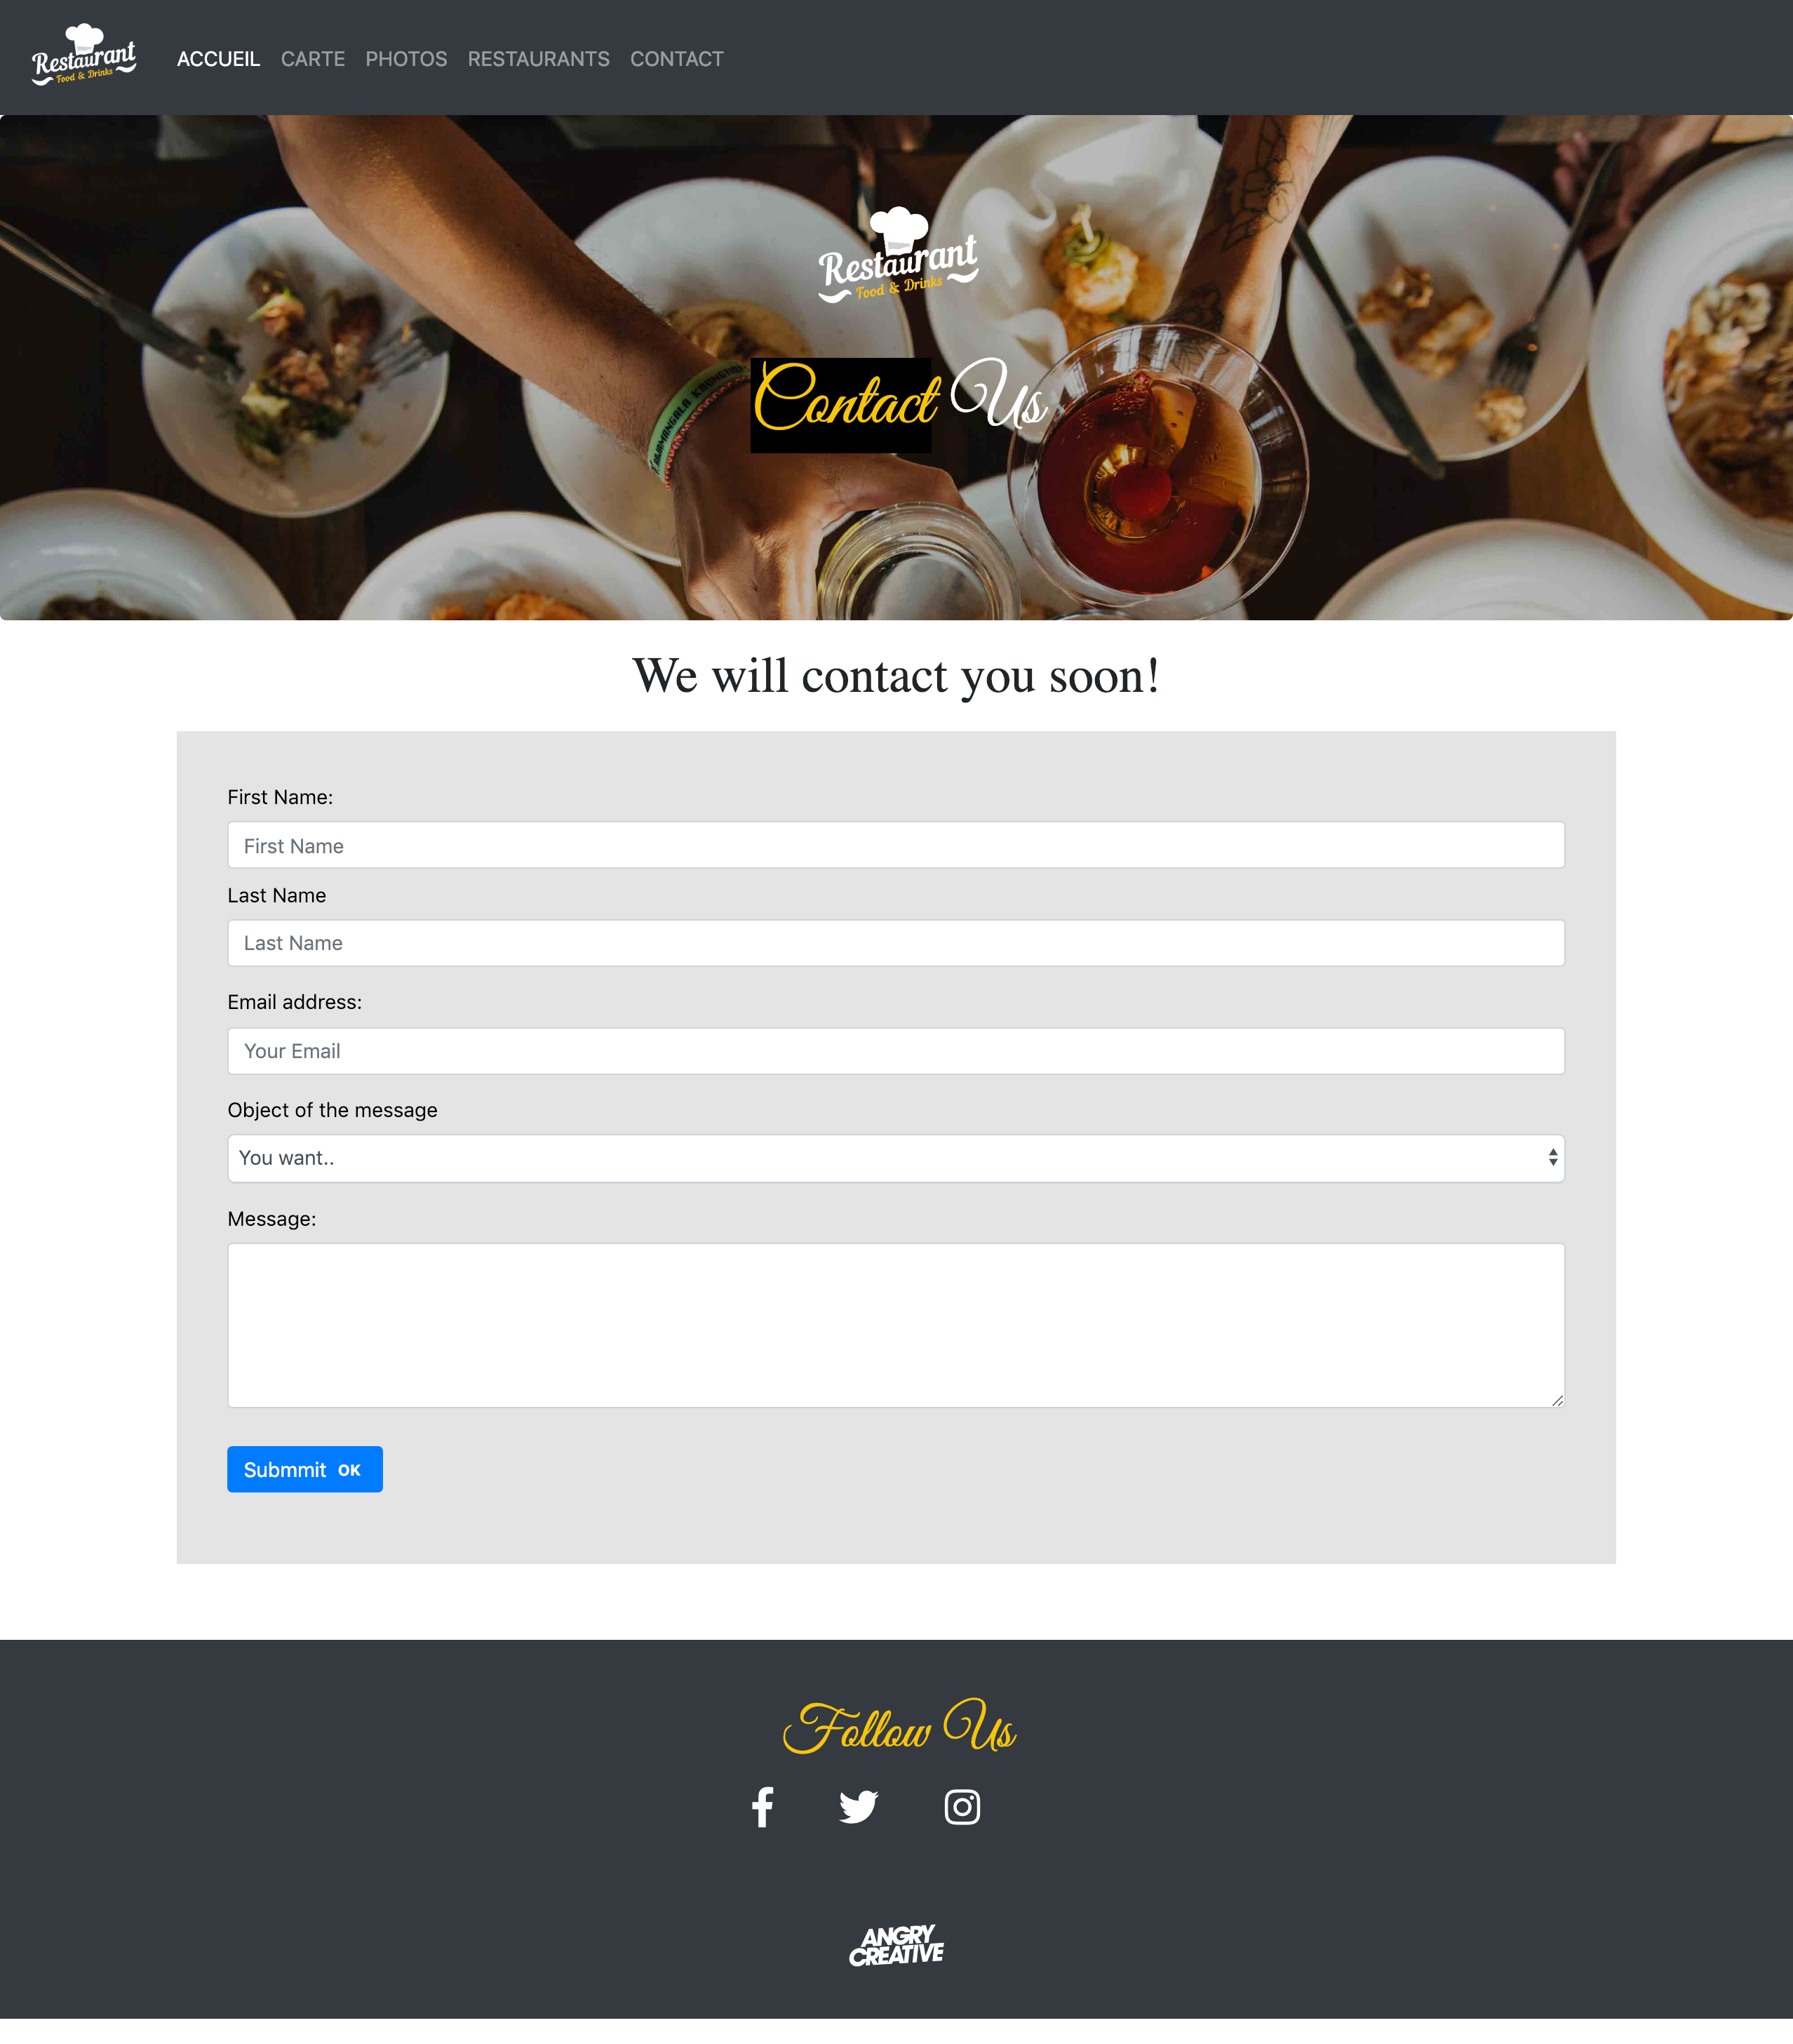 Restaurant
Food & Drinks
ACCUEIL CARTE PHOTOS RESTAURANTS CONTACT
Restaurant
Food & Drinks
Contact Us
We will contact you soon!
First Name:
First Name
Last Name
Last Name
Email address:
Your Email
Object of the message
You want..
Message:
Submmit OK
Follow Us
ANGRY
CREATIVE